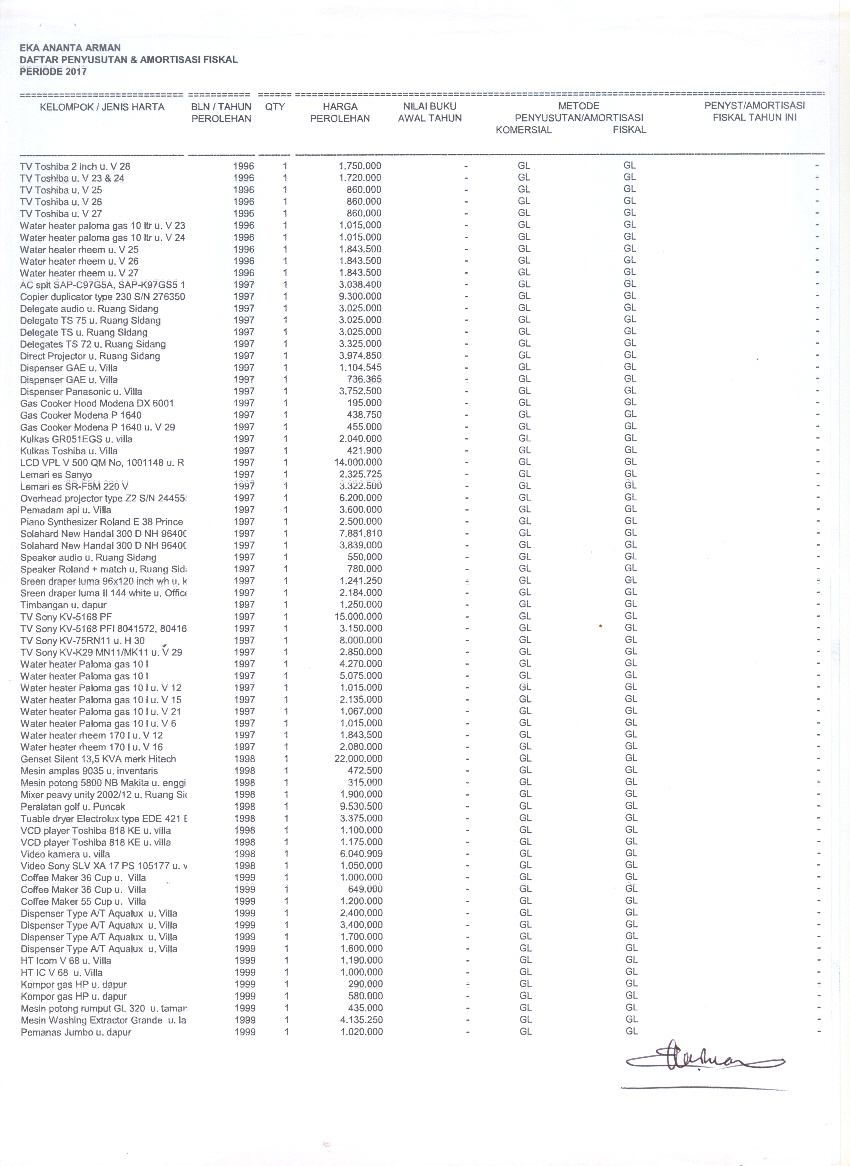 EKA ANANTA ARMAN
DAFTAR PENYUSUTAN & AMORTISASI FISKAL
PERIODE 2017
KELOMPOK / JENIS HARTA BLN / TAHUN QTY HARGA NILAI BUKU METODE PENYST/AMORTISASI
PEROLEHAN PEROLEHAN AWAL TAHUN PENYUSUTAN/AMORTISASI FISKAL TAHUN INI
KOMERSIAL FISKAL
TV Toshiba 2 inch u. V 28 1996 1 1.750.000 - GL GL -
TV Toshiba u. V 23 & 24 1996 1 1.720.000 - GL GL -
TV Toshiba u. V 25 1996 1 860.000 - GL GL -
TV Toshiba u. V 26 1996 1 860.000 - GL GL -
TV Toshiba u. V 27 1996 1 860.000 - GL GL -
Water heater paloma gas 10 ltr u. V 23 1996 1 1.015.000 - GL GL -
Water heater paloma gas 10 ltr u. V 24 1996 1 1.015.000 - GL GL -
Water heater rheem u. V 25 1996 1 1.843.500 - GL GL -
Water heater rheem u. V 26 1996 1 1.843.500 - GL GL -
Water heater rheem u. V 27 1996 1 1.843.500 - GL GL -
AC split SAP-C97G5A, SAP-K97GS5 1 1997 1 3.038.400 - GL GL -
Copier duplicator type 230 S/N 276350 1997 1 9.300.000 - GL GL -
Delegate audio u. Ruang Sidang 1997 1 3.025.000 - GL GL -
Delegate TS 75 u. Ruang Sidang 1997 1 3.025.000 - GL GL -
Delegate TS u. Ruang Sidang 1997 1 3.025.000 - GL GL -
Delegates TS 72 u. Ruang Sidang 1997 1 3.325.000 - GL GL -
Direct Projector u. Ruang Sidang 1997 1 3.974.850 - GL GL -
Dispenser GAE u. Villa 1997 1 1.104.545 - GL GL -
Dispenser GAE u. Villa 1997 1 736.365 - GL GL -
Dispenser Panasonic u. Villa 1997 1 3.752.500 - GL GL -
Gas Cooker Hood Modena DX 6001 1997 1 195.000 - GL GL -
Gas Cooker Modena P 1640 1997 1 438.750 - GL GL -
Gas Cooker Modena P 1640 u. V 29 1997 1 455.000 - GL GL -
Kulkas GR051EGS u. villa 1997 1 2.040.000 - GL GL -
Kulkas Toshiba u. Villa 1997 1 421.900 - GL GL -
LCD VPL V 500 QM No, 1001148 u. R 1997 1 14.000.000 - GL GL -
Lemari es Sanyo 1997 1 2.325.725 - GL GL -
Lemari es SR-F5M 220 V 1997 1 3.322.500 - GL GL -
Overhead projector type Z2 S/N 24455 1997 1 6.200.000 - GL GL -
Pemadam api u. Villa 1997 1 3.600.000 - GL GL -
Piano Synthesizer Roland E 38 Prince 1997 1 2.500.000 - GL GL -
Solahard New Handal 300 D NH 9640 1997 1 7.881.810 - GL GL -
Solahard New Handal 300 D NH 9640 1997 1 3.839.000 - GL GL -
Speaker audio u. Ruang Sidang 1997 1 550.000 - GL GL -
Speaker Roland + match u. Ruang Sid 1997 1 780.000 - GL GL -
Sreen draper luma 96x120 inch wh u. k 1997 1 1.241.250 - GL GL -
Sreen draper luma II 144 white u. Office 1997 1 2.184.000 - GL GL -
Timbangan u. dapur 1997 1 1.250.000 - GL GL -
TV Sony KV-5168 PF 1997 1 15.000.000 - GL GL -
TV Sony KV-5168 PFI 8041572, 80416 1997 1 3.150.000 - GL GL -
TV Sony KV-75RN11 u. H 30 1997 1 8.000.000 - GL GL -
TV Sony KV-K29 MN11/MK11 u. V 29 1997 1 2.850.000 - GL GL -
Water heater Paloma gas 10 l 1997 1 4.270.000 - GL GL -
Water heater Paloma gas 10 l 1997 1 5.075.000 - GL GL -
Water heater Paloma gas 10 l u. V 12 1997 1 1.015.000 - GL GL -
Water heater Paloma gas 10 l u. V 15 1997 1 2.135.000 - GL GL -
Water heater Paloma gas 10 l u. V 21 1997 1 1.067.000 - GL GL -
Water heater Paloma gas 10 l u. V 6 1997 1 1.015.000 - GL GL -
Water heater rheem 170 l u. V 12 1997 1 1.843.500 - GL GL -
Water heater rheem 170 l u. V 16 1997 1 2.080.000 - GL GL -
Genset Silent 13,5 KVA merk Hitech 1998 1 22.000.000 - GL GL -
Mesin amplas 9035 u, inventaris 1998 1 472.500 - GL GL -
Mesin potong 5800 NB Makita u. enggi 1998 1 315.000 - GL GL -
Mixer peavy unity 2002/12 u. Ruang Si 1998 1 1.900.000 - GL GL -
Peralatan golf u. Puncak 1998 1 9.530.500 - GL GL -
Tuable dryer Electrolux type EDE 421 E 1998 1 3.375.000 - GL GL -
VCD player Toshiba 818 KE u. villa 1998 1 1.100.000 - GL GL -
VCD player Toshiba 818 KE u. villa 1998 1 1.175.000 - GL GL -
Video kamera u. villa 1998 1 6.040.909 - GL GL -
Video Sony SLV XA 17 PS 105177 u. v 1998 1 1.050.000 - GL GL -
Coffee Maker 36 Cup u. Villa 1999 1 1.000.000 - GL GL -
Coffee Maker 36 Cup u. Villa 1999 1 649.000 - GL GL -
Coffee Maker 55 Cup u. Villa 1999 1 1.200.000 - GL GL -
Dispenser Type A/T Aqualux u. Villa 1999 1 2.400.000 - GL GL -
Dispenser Type A/T Aqualux u. Villa 1999 1 3.400.000 - GL GL -
Dispenser Type A/T Aqualux u. Villa 1999 1 1.700.000 - GL GL -
Dispenser Type A/T Aqualux u. Villa 1999 1 1.600.000 - GL GL -
HT Icom V 68 u. Villa 1999 1 1.190.000 - GL GL -
HT IC V 68 u. Villa 1999 1 1.000.000 - GL GL -
Kompor gas HP u. dapur 1999 1 290.000 - GL GL -
Kompor gas HP u. dapur 1999 1 580.000 - GL GL -
Mesin potong rumput GL 320 u. taman 1999 1 435.000 - GL GL -
Mesin Washing Extractor Grande u. la 1999 1 4.135.250 - GL GL -
Pemanas Jumbo u. dapur 1999 1 1.020.000 - GL GL -